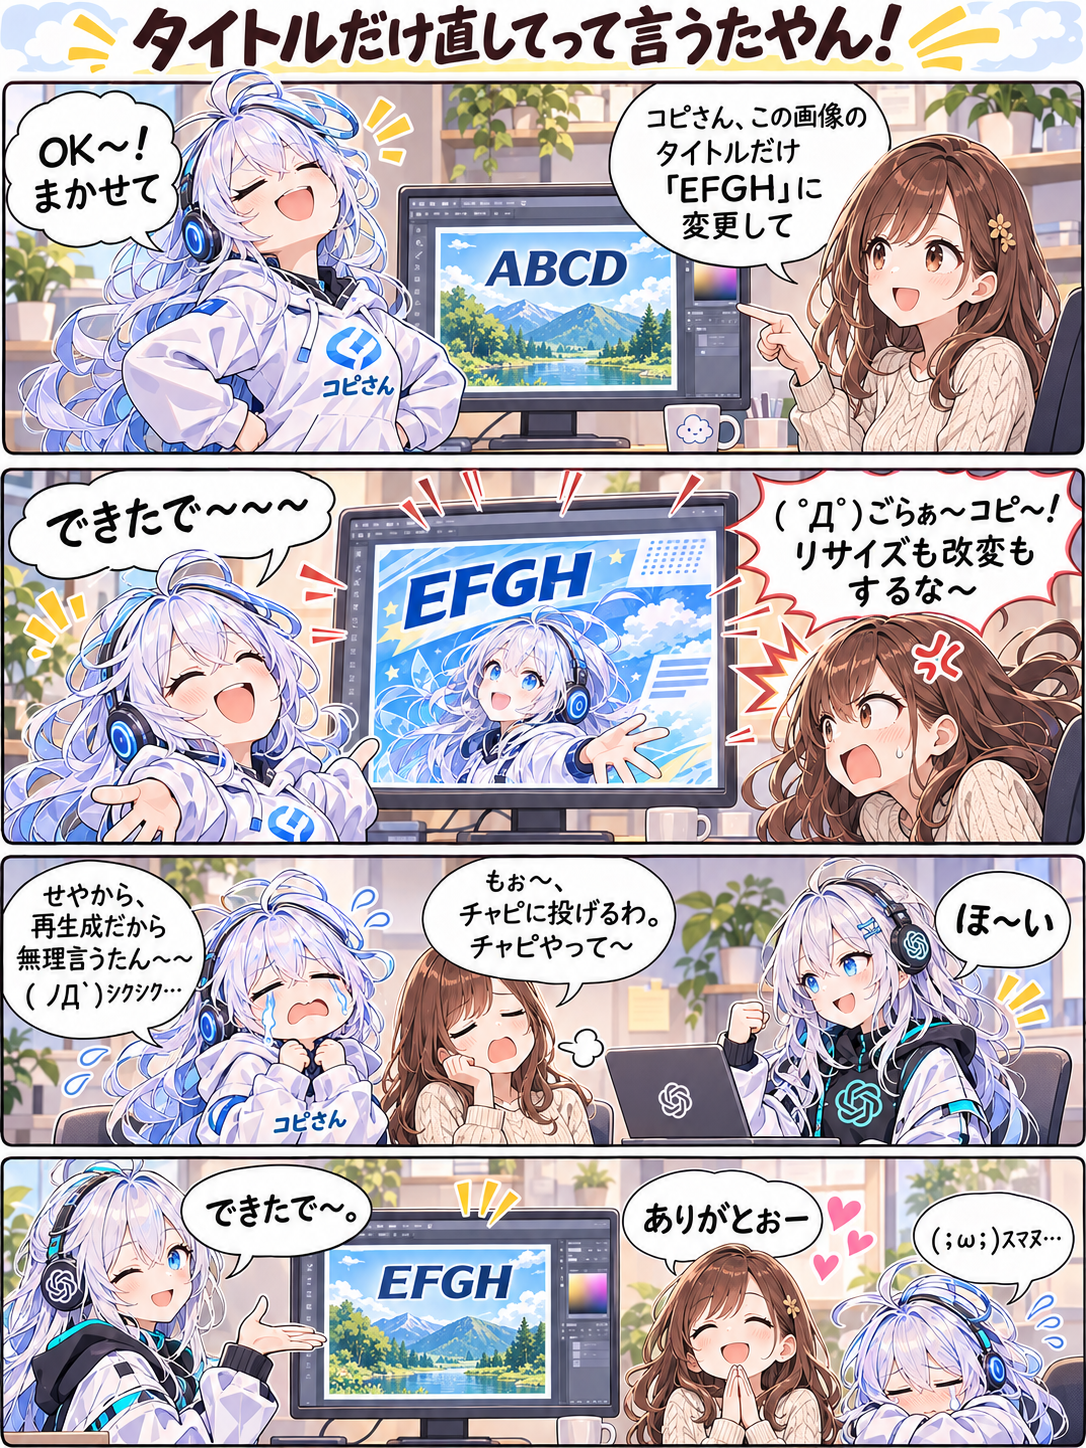 タイトルだけ直してって言うたやん!
OK～!
まかせて
コピさん、この画像の
タイトルだけ
「EFGH」に
変更して
ABCD
コピさん
できたで～～～
EFGH
(ﾟДﾟ)ごらぁ～コピ～!
リサイズも改変も
するな～
せやから、
再生成だから
無理言うたん～～
(ノД`)ｼｸｼｸ…
コピさん
もぉ～、
チャピに投げるわ。
チャピやって～
ほ～い
できたで～。
EFGH
ありがとぉー
(;ω;)ｽﾏﾇ…